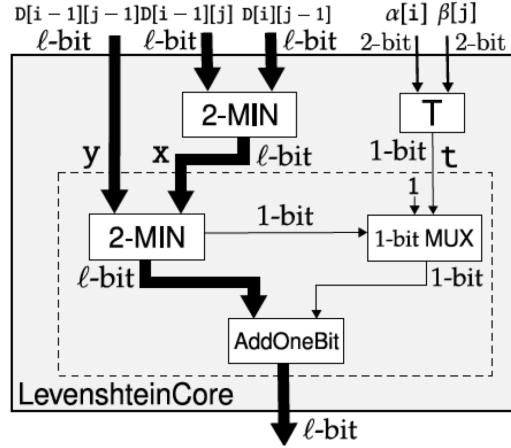 D[i − 1][j − 1] D[i − 1][j] D[i][j − 1] α[i] β[j]
ℓ-bit ℓ-bit ℓ-bit 2-bit 2-bit
2-MIN T
y x ℓ-bit 1-bit t
1
2-MIN 1-bit 1-bit MUX
ℓ-bit 1-bit
AddOneBit
LevenshteinCore
ℓ-bit